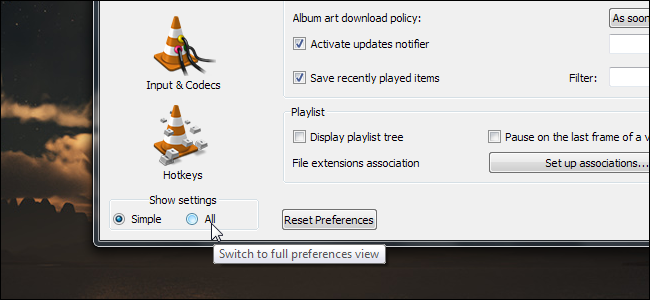 Album art download policy:
As soon
Activate updates notifier
Save recently played items
Filter:
Input & Codecs
Playlist
Display playlist tree
Pause on the last frame of a
File extensions association
Set up associations...
Hotkeys
Show settings
Simple
All
Reset Preferences
Switch to full preferences view